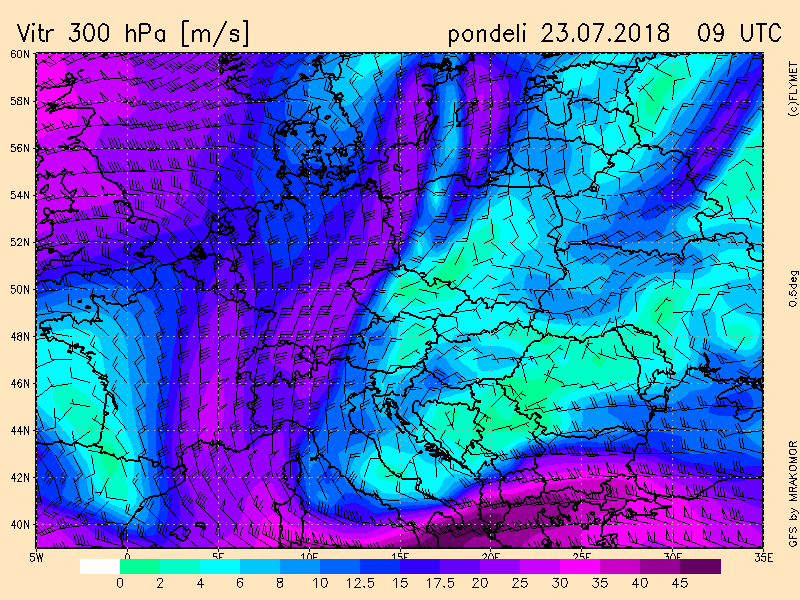 Vitr 300 hPa [m/s] pondeli 23.07.2018 09 UTC
60N
58N
56N
54N
52N
50N
48N
46N
44N
42N
40N
5W 0 5E 10E 15E 20E 25E 30E 35E
0 2 4 6 8 10 12.5 15 17.5 20 25 30 35 40 45
(c)FLYMET
0.5deg
GFS by MRAKOMOR